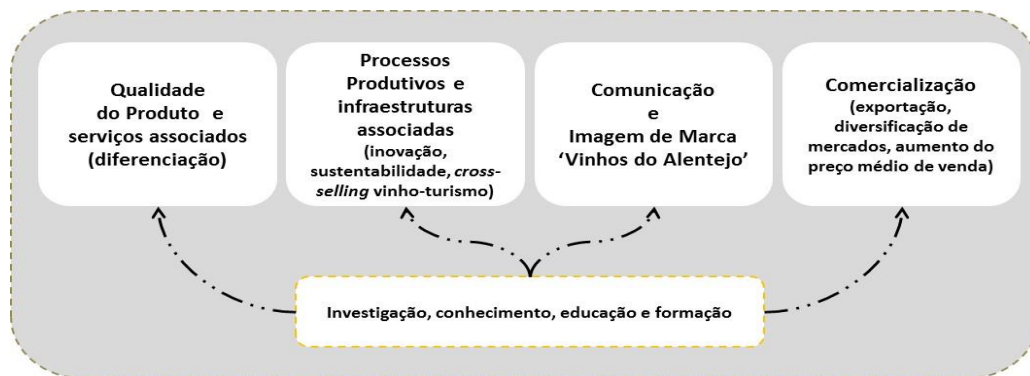 Qualidade
do Produto e
serviços associados
(diferenciação)
Processos
Produtivos e
infraestruturas
associadas
(inovação,
sustentabilidade, cross-
selling vinho-turismo)
Comunicação
e
Imagem de Marca
‘Vinhos do Alentejo’
Comercialização
(exportação,
diversificação de
mercados, aumento do
preço médio de venda)
Investigação, conhecimento, educação e formação